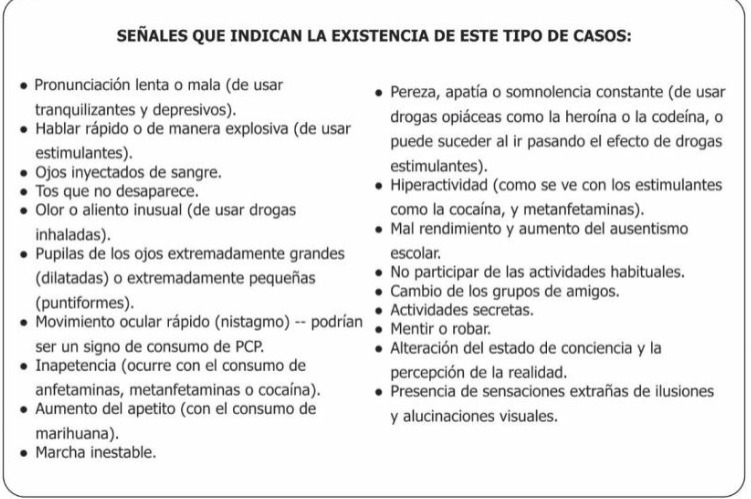 SEÑALES QUE INDICAN LA EXISTENCIA DE ESTE TIPO DE CASOS:
• Pronunciación lenta o mala (de usar
tranquilizantes y depresivos).
• Hablar rápido o de manera explosiva (de usar
estimulantes).
• Ojos inyectados de sangre.
• Tos que no desaparece.
• Olor o aliento inusual (de usar drogas
inhaladas).
• Pupilas de los ojos extremadamente grandes
(dilatadas) o extremadamente pequeñas
(puntiformes).
• Movimiento ocular rápido (nistagmo) -- podrían
ser un signo de consumo de PCP.
• Inapetencia (ocurre con el consumo de
anfetaminas, metanfetaminas o cocaína).
• Aumento del apetito (con el consumo de
marihuana).
• Marcha inestable.
• Pereza, apatía o somnolencia constante (de usar
drogas opiáceas como la heroína o la codeína, o
puede suceder al ir pasando el efecto de drogas
estimulantes).
• Hiperactividad (como se ve con los estimulantes
como la cocaína, y metanfetaminas).
• Mal rendimiento y aumento del ausentismo
escolar.
• No participar de las actividades habituales.
• Cambio de los grupos de amigos.
• Actividades secretas.
• Mentir o robar.
• Alteración del estado de conciencia y la
percepción de la realidad.
• Presencia de sensaciones extrañas de ilusiones
y alucinaciones visuales.